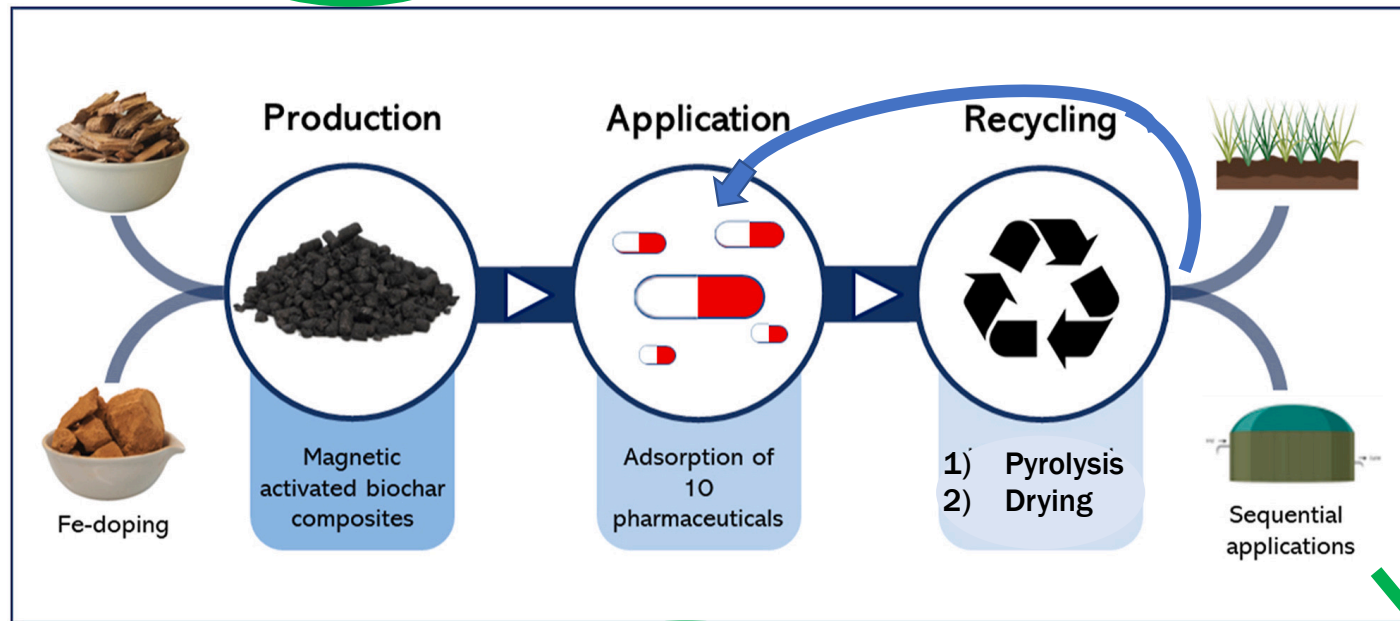 Production
Application
Recycling
Fe-doping
Magnetic
activated biochar
composites
Adsorption of
10
pharmaceuticals
1) Pyrolysis
2) Drying
Sequential
applications